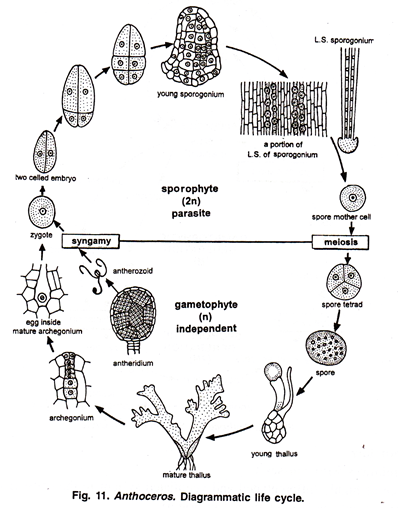 L.S. sporogonium
young sporogonium
a portion of
L.S. of sporogonium
two celled embryo
sporophyte
(2n)
parasite
spore mother cell
zygote
syngamy
meiosis
antherozoid
spore tetrad
gametophyte
(n)
independent
egg inside
mature archegonium
antheridium
spore
archegonium
young thallus
mature thallus
Fig. 11. Anthoceros. Diagrammatic life cycle.